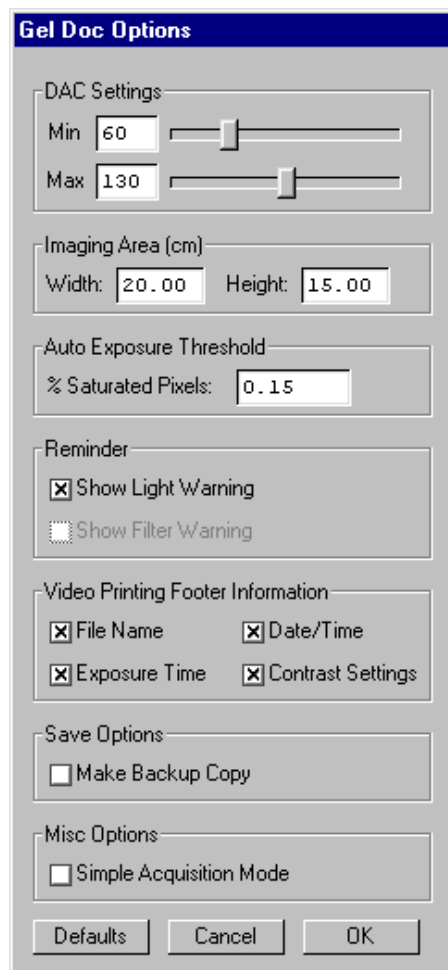 Gel Doc Options
DAC Settings
Min 60
Max 130
Imaging Area (cm)
Width: 20.00 Height: 15.00
Auto Exposure Threshold
% Saturated Pixels: 0.15
Reminder
Show Light Warning
Show Filter Warning
Video Printing Footer Information
File Name Date/Time
Exposure Time Contrast Settings
Save Options
Make Backup Copy
Misc Options
Simple Acquisition Mode
Defaults Cancel OK